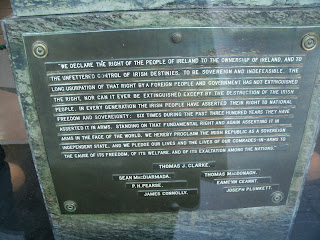 "WE DECLARE THE RIGHT OF THE PEOPLE OF IRELAND TO THE OWNERSHIP OF IRELAND, AND TO
THE UNFETTERED CONTROL OF IRISH DESTINIES, TO BE SOVEREIGN AND INDEFEASIBLE. THE
LONG USURPATION OF THAT RIGHT BY A FOREIGN PEOPLE AND GOVERNMENT HAS NOT EXTINGUISHED
THE RIGHT, NOR CAN IT EVER BE EXTINGUISHED EXCEPT BY THE DESTRUCTION OF THE IRISH
PEOPLE. IN EVERY GENERATION THE IRISH PEOPLE HAVE ASSERTED THEIR RIGHT TO NATIONAL
FREEDOM AND SOVEREIGNTY: SIX TIMES DURING THE PAST THREE HUNDRED YEARS THEY HAVE
ASSERTED IT IN ARMS. STANDING ON THAT FUNDAMENTAL RIGHT AND AGAIN ASSERTING IT IN
ARMS IN THE FACE OF THE WORLD, WE HEREBY PROCLAIM THE IRISH REPUBLIC AS A SOVEREIGN
INDEPENDENT STATE, AND WE PLEDGE OUR LIVES AND THE LIVES OF OUR COMRADES-IN-ARMS TO
THE CAUSE OF ITS FREEDOM, OF ITS WELFARE, AND OF ITS EXALTATION AMONG THE NATIONS."
THOMAS J. CLARKE.
SEAN MacDIARMADA. THOMAS MacDONAGH.
P. H. PEARSE. EAMONN CEANNT.
JAMES CONNOLLY. JOSEPH PLUNKETT.